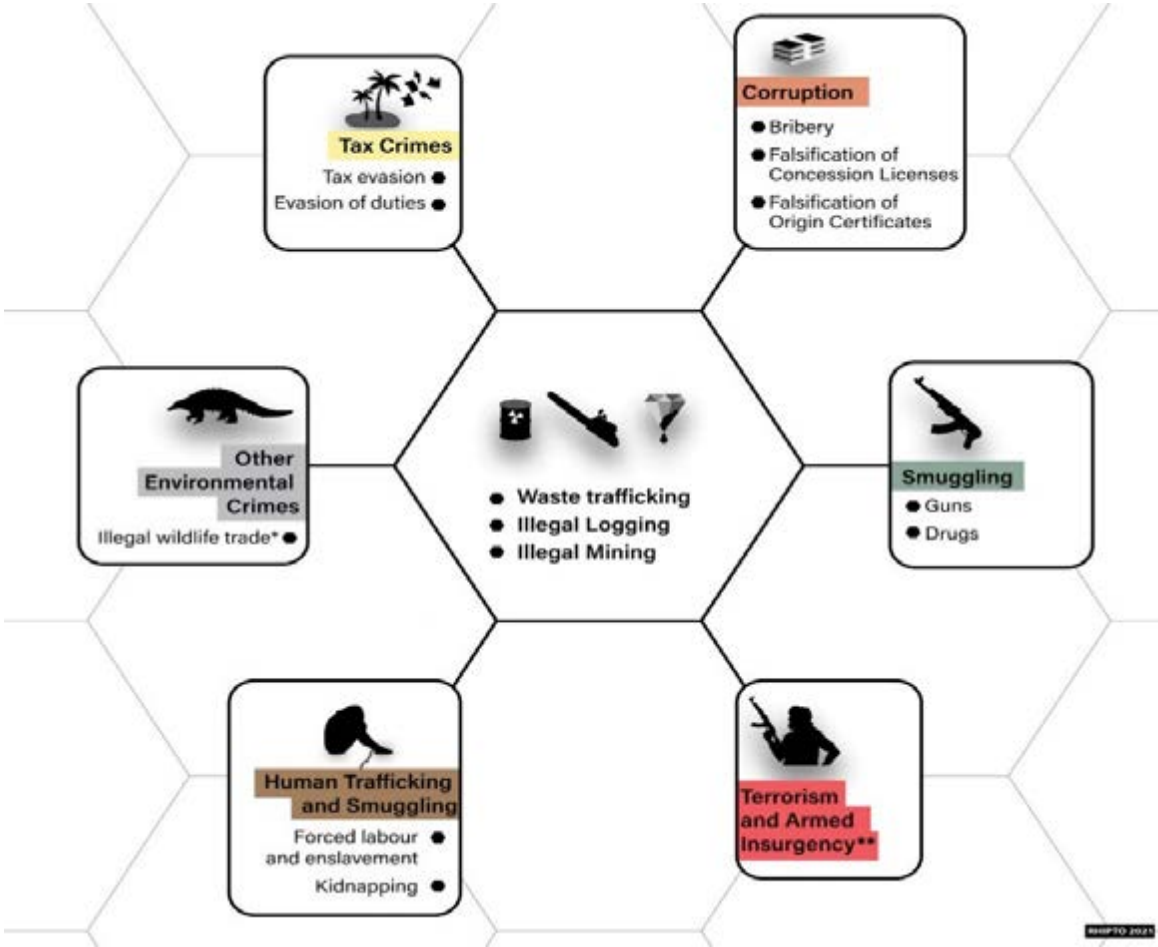 Tax Crimes
Tax evasion
Evasion of duties
Corruption
Bribery
Falsification of
Concession Licenses
Falsification of
Origin Certificates
Other
Environmental
Crimes
Illegal wildlife trade*
Waste trafficking
Illegal Logging
Illegal Mining
Smuggling
Guns
Drugs
Human Trafficking
and Smuggling
Forced labour
and enslavement
Kidnapping
Terrorism
and Armed
Insurgency**
RHIPTO 2021